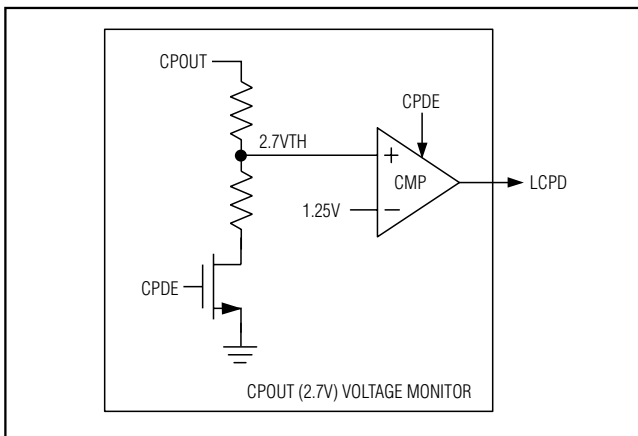 CPOUT
CPDE
2.7VTH
+
CMP
LCPD
1.25V
−
CPDE
CPOUT (2.7V) VOLTAGE MONITOR